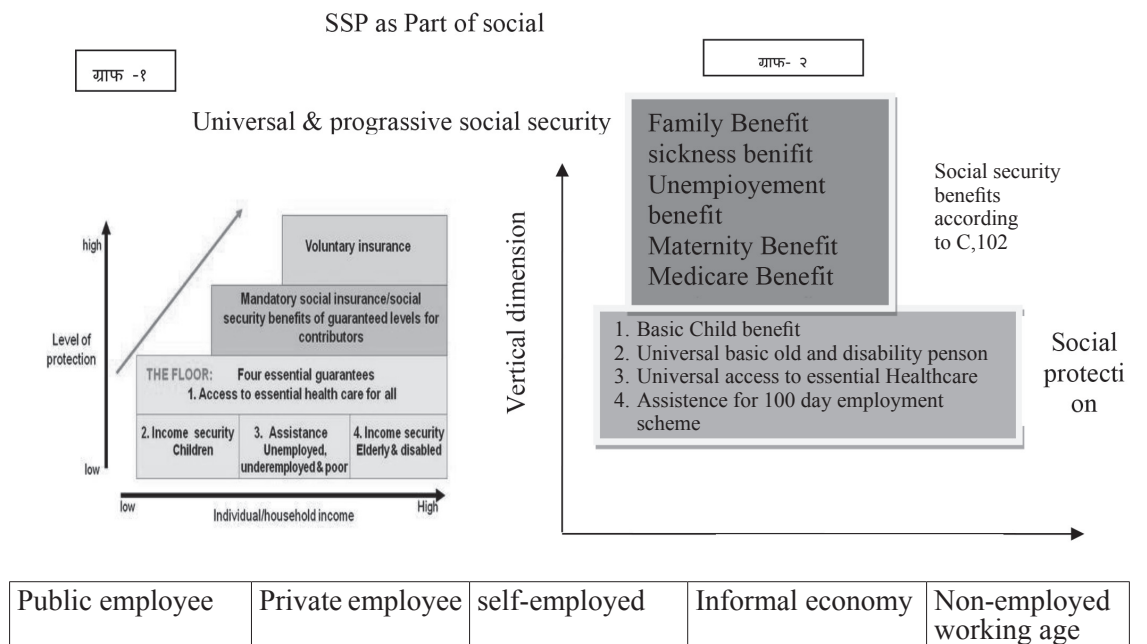 SSP as Part of social
ग्राफ -१
ग्राफ- २
Universal & prograssive social security
high
Level of
protection
low
Voluntary insurance
Mandatory social insurance/social
security benefits of guaranteed levels for
contributors
THE FLOOR: Four essential guarantees
1. Access to essential health care for all
2. Income security
Children
3. Assistance
Unemployed,
underemployed & poor
4. Income security
Elderly & disabled
low
Individual/household income
High
Vertical dimension
Family Benefit
sickness benifit
Unempioyement
benefit
Maternity Benefit
Medicare Benefit
Social security
benefits
according
to C,102
1. Basic Child benefit
2. Universal basic old and disability penson
3. Universal access to essential Healthcare
4. Assistence for 100 day employment
scheme
Social
protecti
on
Public employee
Private employee
self-employed
Informal economy
Non-employed
working age